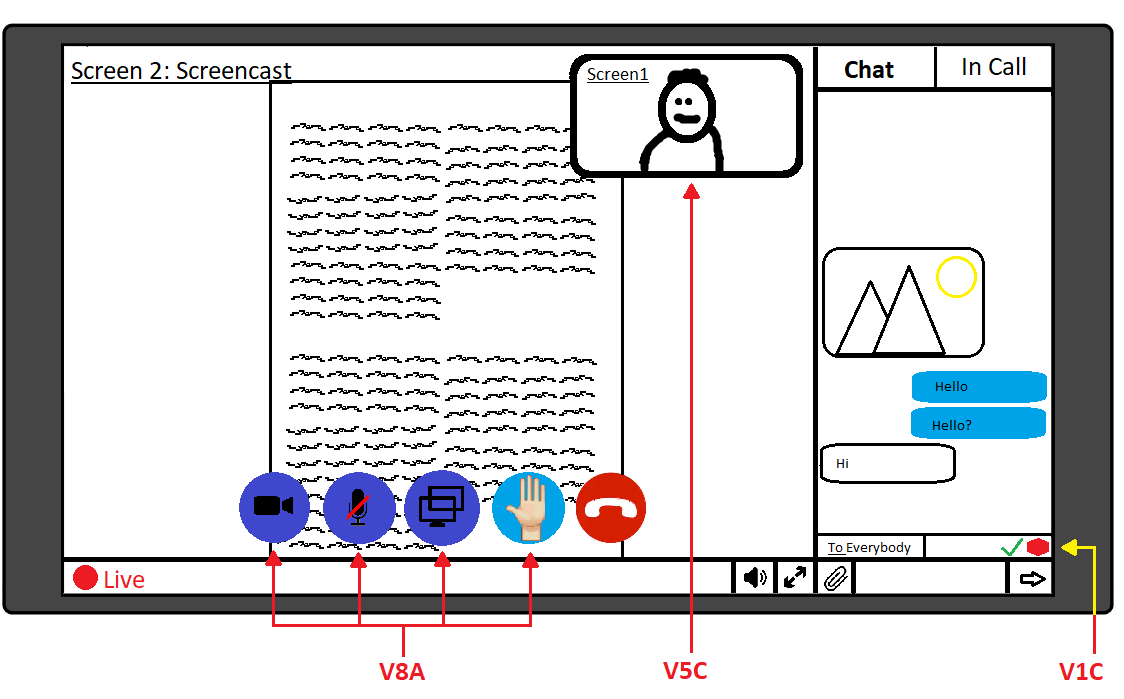 Screen 2: Screencast
Screen1
Chat
In Call
Hello
Hello?
Hi
To Everybody
Live
V8A
V5C
V1C